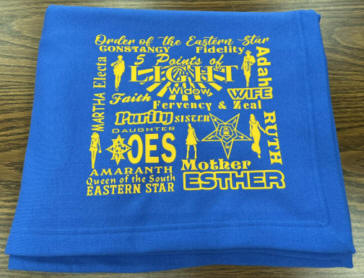 Order of the Eastern Star
CONSTANCY Fidelity
5 Points of
LIGHT
MARTHA Electa
Adah
Widow WIFE
Faith Fervency & Zeal
Purity SISTER
DAUGHTER
OES
RUTH
Mother
AMARANTH
Queen of the South
EASTERN STAR
ESTHER